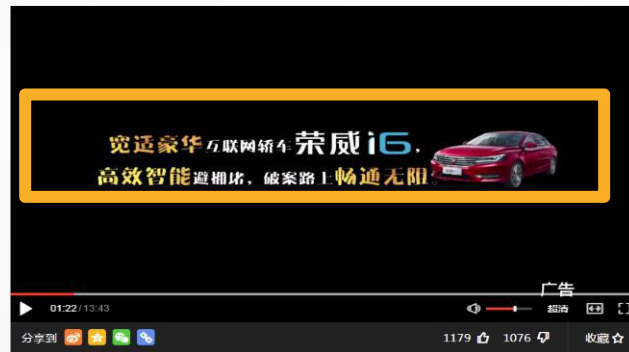 宽适豪华互联网轿车荣威i6，
高效智能避拥堵，破案路上畅通无阻。
广告
01:22/13:43
超清
分享到
1179
1076
收藏